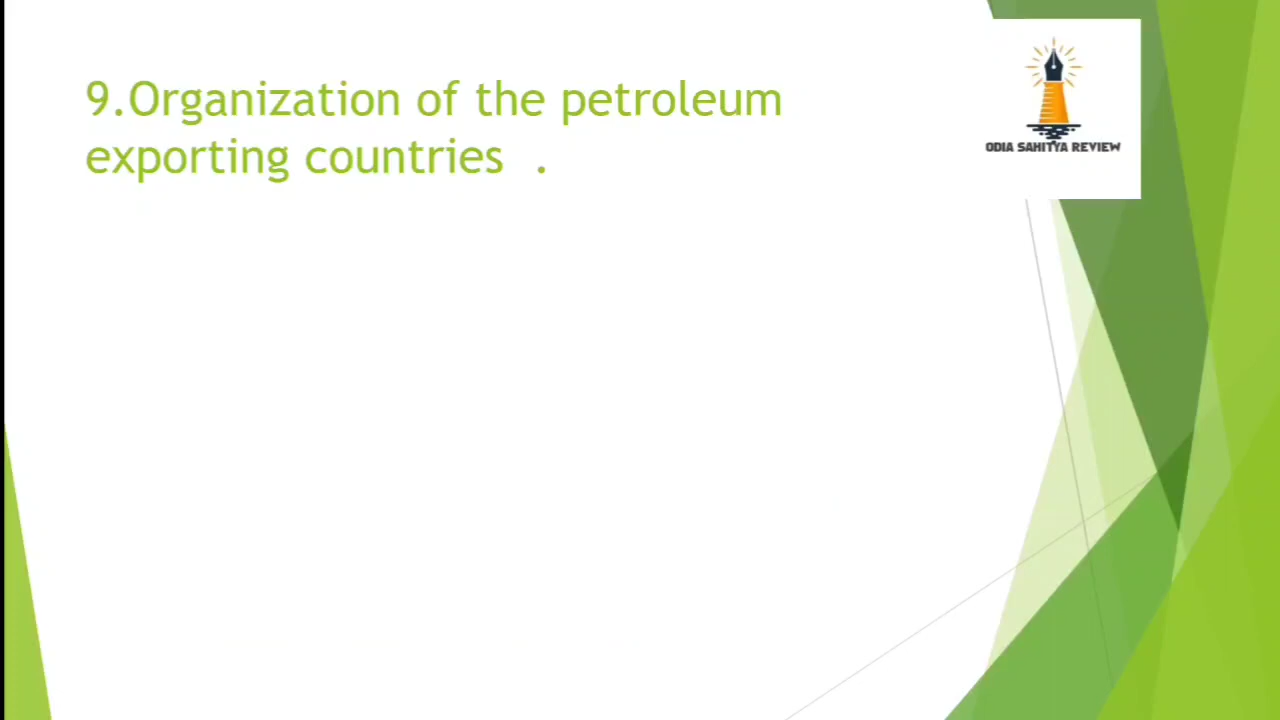 9.Organization of the petroleum
exporting countries .
ODIA SAHITYA REVIEW